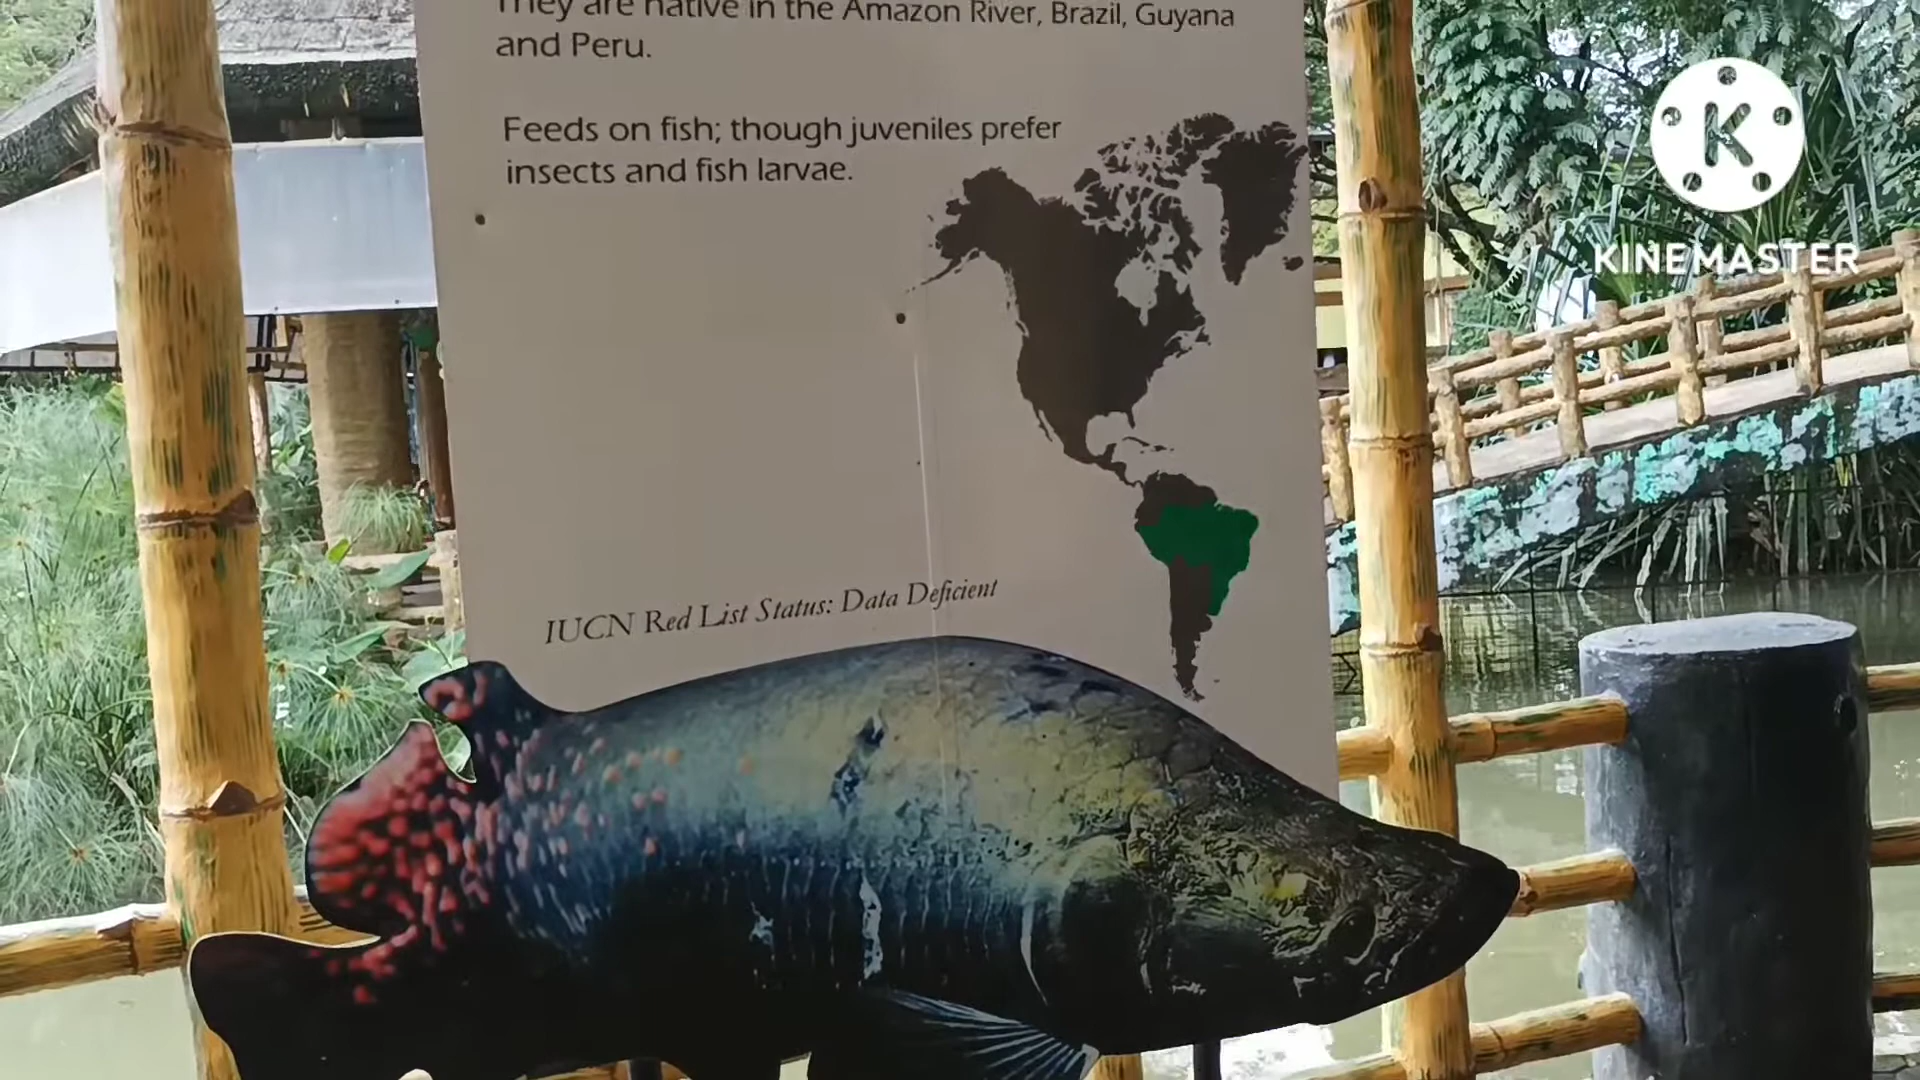 They are native in the Amazon River, Brazil, Guyana
and Peru.
Feeds on fish; though juveniles prefer
insects and fish larvae.
IUCN Red List Status: Data Deficient
K
KINEMASTER